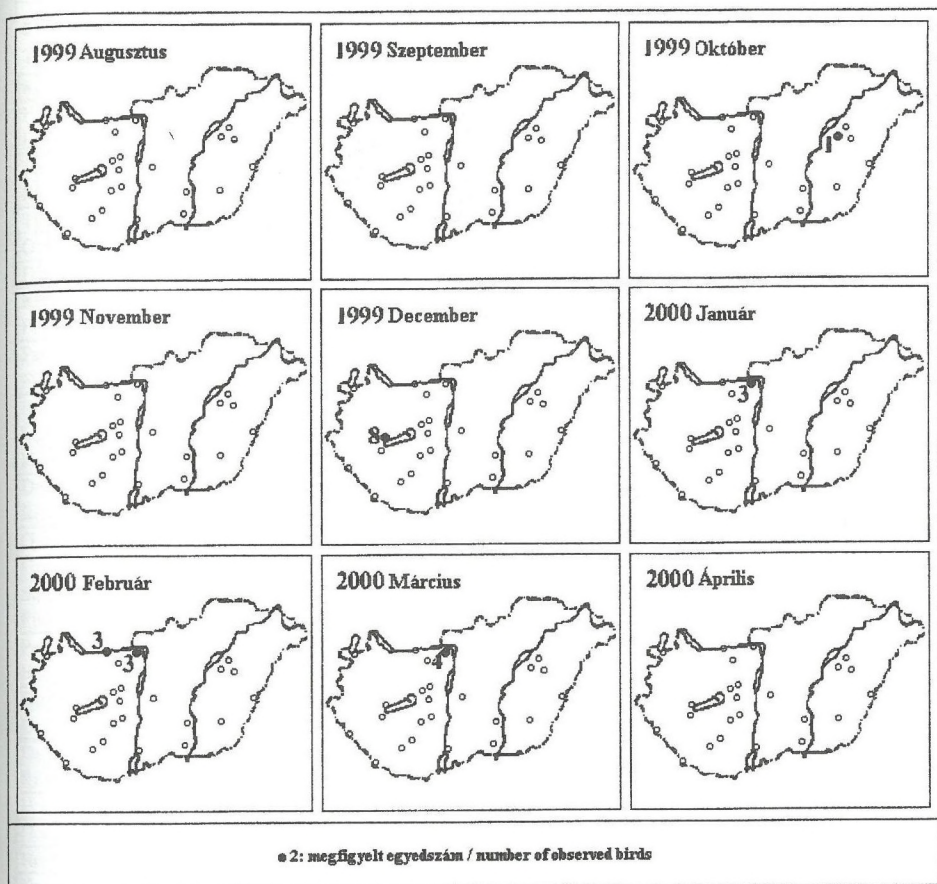 1999 Augusztus
1999 Szeptember
1999 Október
1
1999 November
1999 December
8
2000 Január
3
2000 Február
3
3
2000 Március
4
2000 Április
● 2: megfigyelt egyedszám / number of observed birds